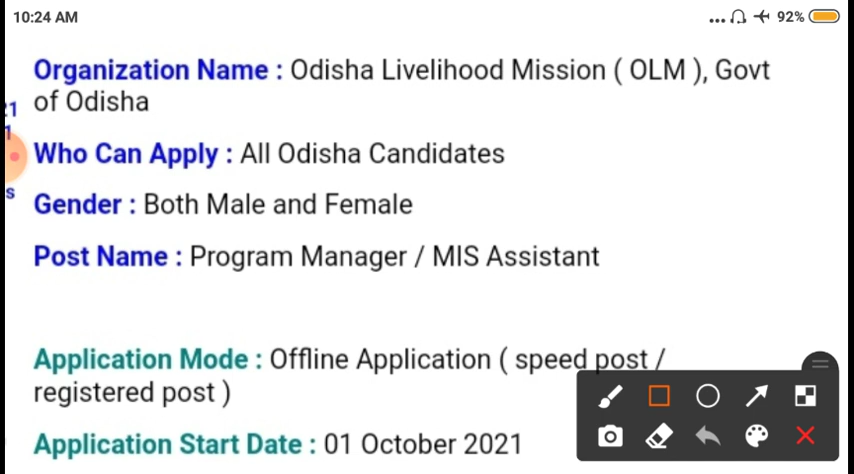 10:24 AM
... 92%
Organization Name : Odisha Livelihood Mission ( OLM ), Govt
of Odisha
21
1
Who Can Apply : All Odisha Candidates
s
Gender : Both Male and Female
Post Name : Program Manager / MIS Assistant
Application Mode : Offline Application ( speed post /
registered post )
Application Start Date : 01 October 2021